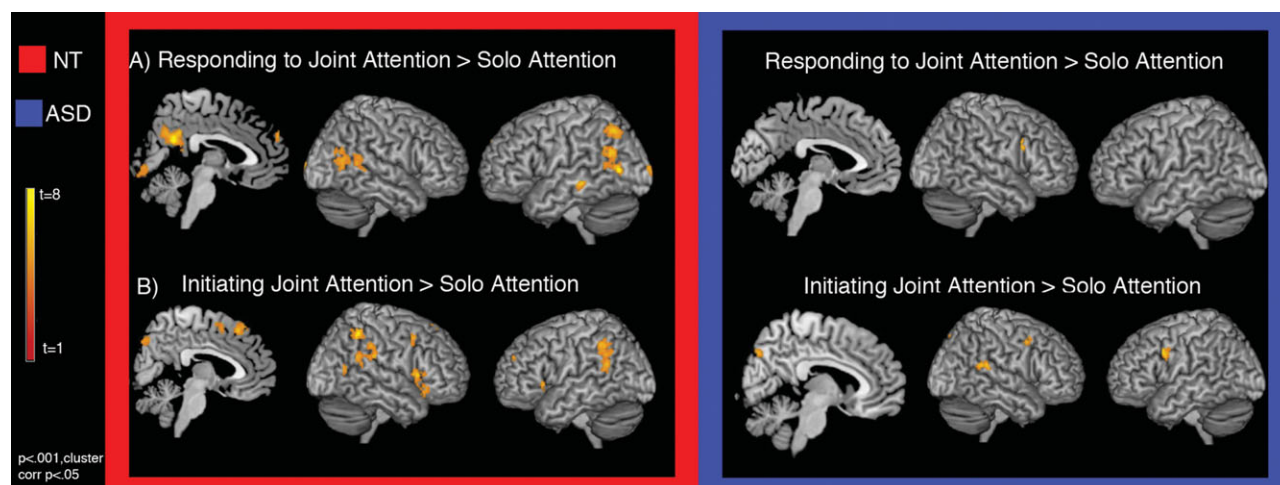 NT
ASD
t=8
t=1
p<.001,cluster
corr p<.05
A) Responding to Joint Attention > Solo Attention
B) Initiating Joint Attention > Solo Attention
Responding to Joint Attention > Solo Attention
Initiating Joint Attention > Solo Attention